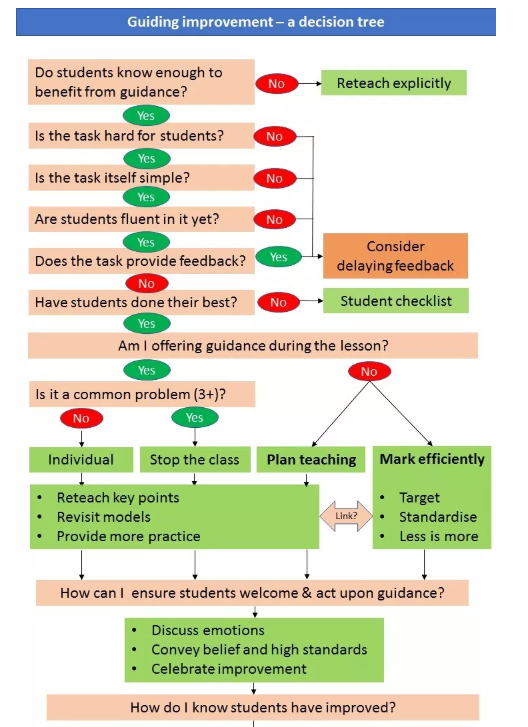 Guiding improvement – a decision tree
Do students know enough to
benefit from guidance?
No
Reteach explicitly
Yes
Is the task hard for students?
No
Yes
Is the task itself simple?
No
Yes
Are students fluent in it yet?
No
Yes
Does the task provide feedback?
Yes
Consider
delaying feedback
No
Have students done their best?
No
Student checklist
Yes
Am I offering guidance during the lesson?
Yes
No
Is it a common problem (3+)?
No
Yes
Individual
Stop the class
Plan teaching
Mark efficiently
• Reteach key points
• Revisit models
• Provide more practice
Link?
• Target
• Standardise
• Less is more
How can I ensure students welcome & act upon guidance?
• Discuss emotions
• Convey belief and high standards
• Celebrate improvement
How do I know students have improved?